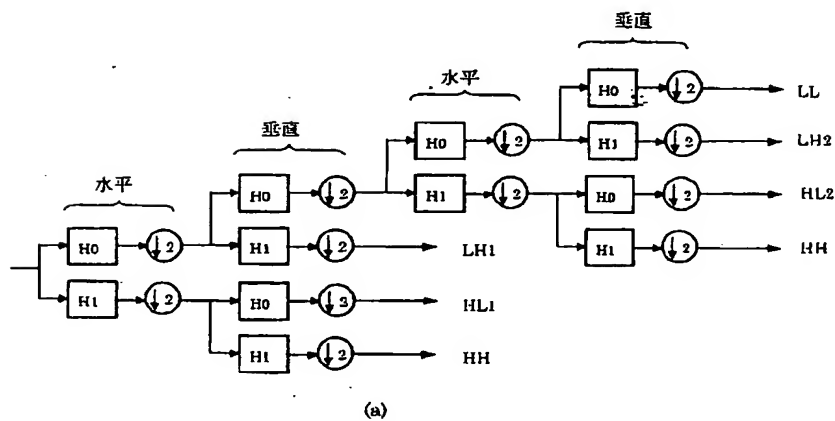 垂直
H0 ↓2 LL
水平
H0 ↓2 H1 ↓2 LH2
垂直
H0 ↓2 H1 ↓2 H0 ↓2 HL2
水平
H0 ↓2 H1 ↓2 LH1 H1 ↓2 HH
H1 ↓2 H0 ↓2 HL1
H1 ↓2 HH
(a)